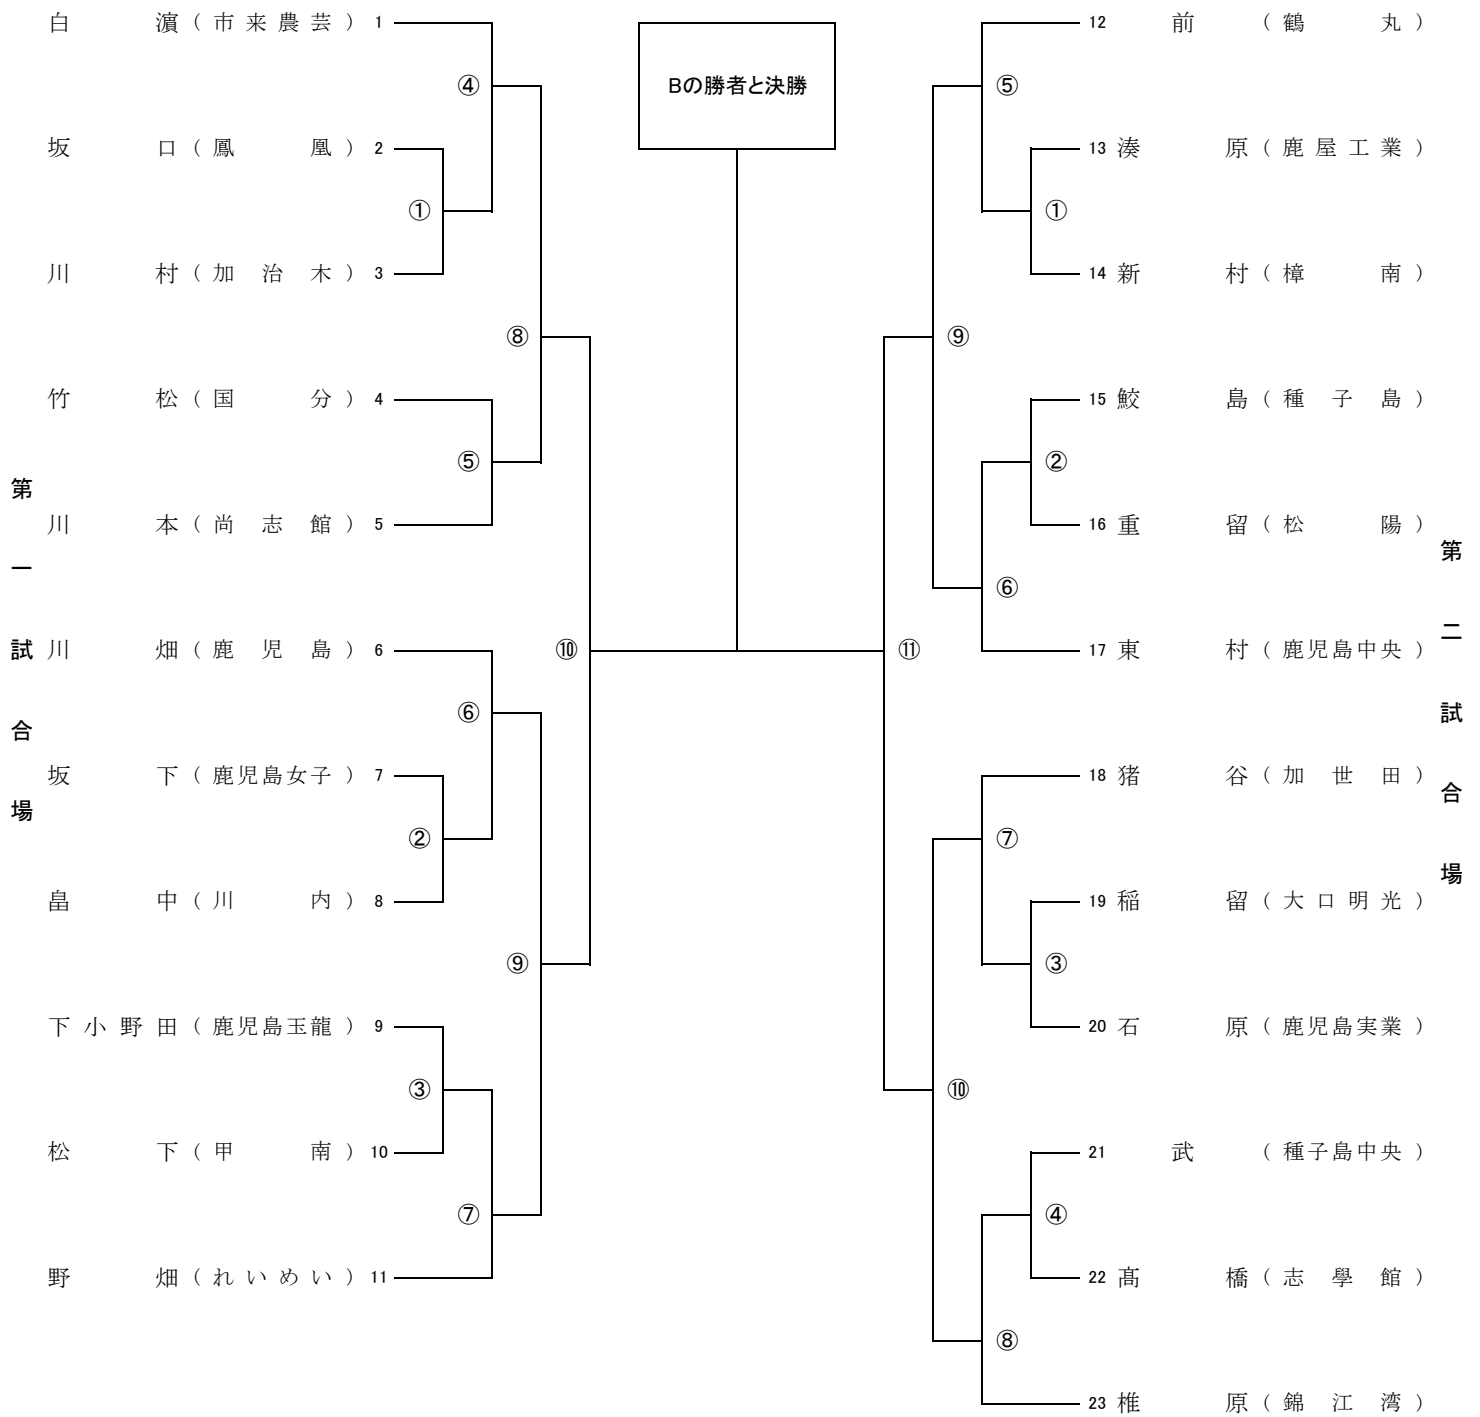 Bの勝者と決勝
第一試合場
白濵（市来農芸）1
④
坂口（鳳凰）2
①
川村（加治木）3
⑧
竹松（国分）4
⑤
川本（尚志館）5
川畑（鹿児島）6
⑩
⑥
坂下（鹿児島女子）7
②
畠中（川内）8
⑨
下小野田（鹿児島玉龍）9
③
松下（甲南）10
⑦
野畑（れいめい）11
第二試合場
12 前（鶴丸）
⑤
13 湊原（鹿屋工業）
①
14 新村（樟南）
⑨
15 鮫島（種子島）
②
16 重留（松陽）
⑥
17 東村（鹿児島中央）
⑪
18 猪谷（加世田）
⑦
19 稲留（大口明光）
③
20 石原（鹿児島実業）
⑩
21 武（種子島中央）
④
22 髙橋（志學館）
⑧
23 椎原（錦江湾）